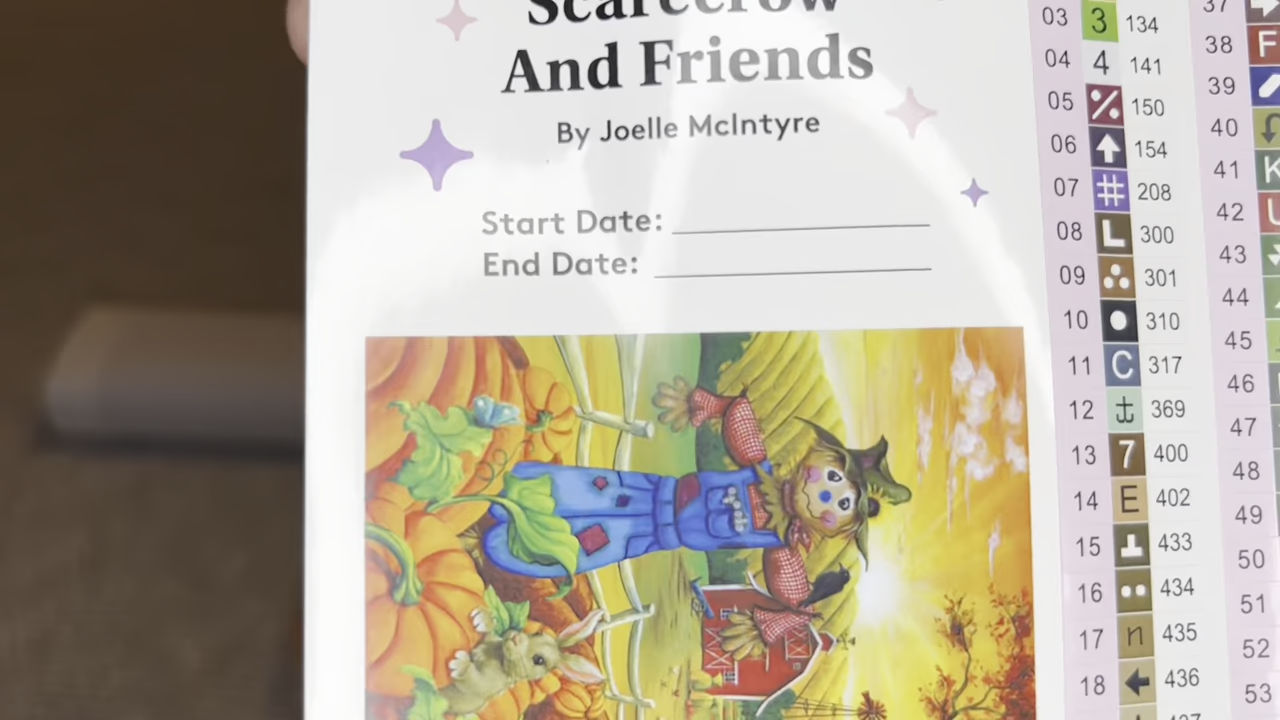 Scarecrow
And Friends
By Joelle McIntyre
Start Date:
End Date:
03 3 134
04 4 141
05 150
06 154
07 # 208
08 L 300
09 301
10 310
11 C 317
12 369
13 7 400
14 E 402
15 433
16 434
17 n 435
18 436
437
37
38 F
39
40
41 K
42 U
43
44
45
46
47
48
49
50
51
52
53